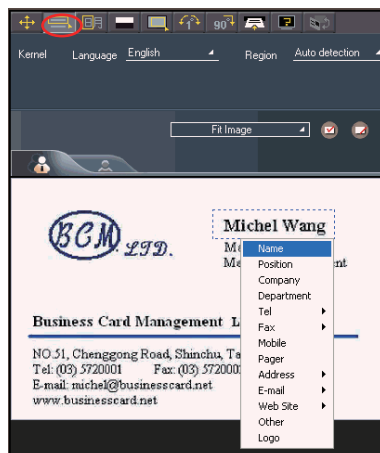 1 90
Kernel Language English Region Auto detection
Fit Image
BCM LTD.
Michel Wang
Name
Position
Company
Department
Tel
Fax
Mobile
Pager
Address
E-mail
Web Site
Other
Logo
Business Card Management
NO.51, Chenggong Road, Shinchu,
Tel: (03) 5720001 Fax: (03)
E-mail: michel@businesscard.net
www.businesscard.net